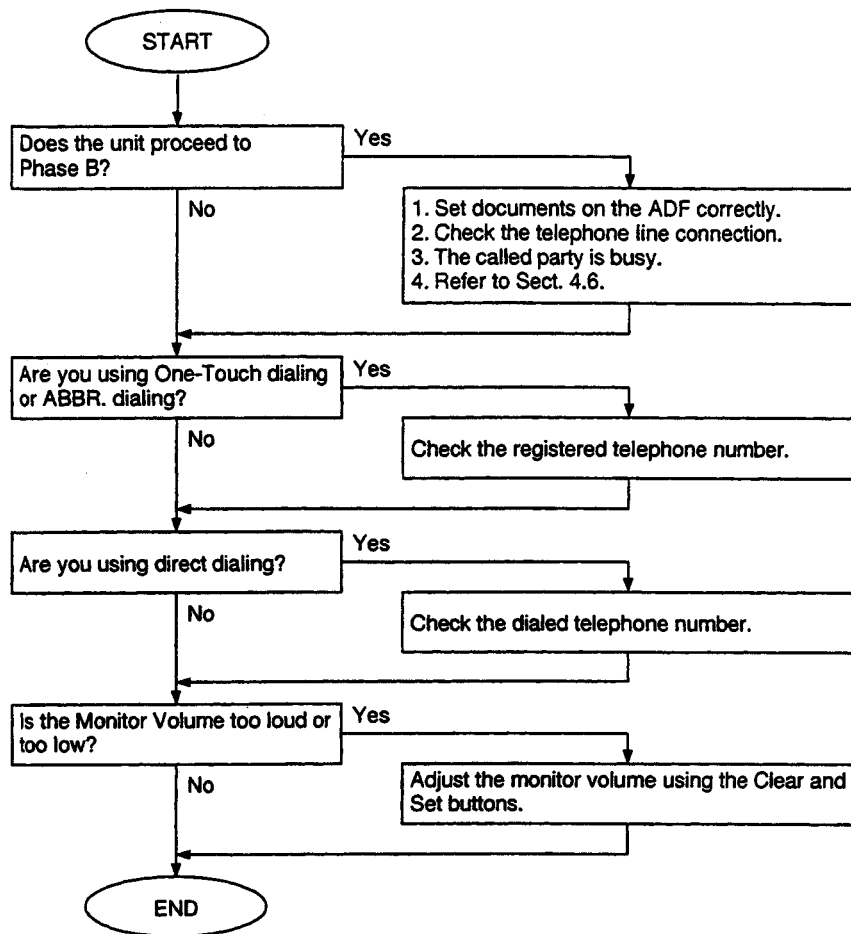 START
Does the unit proceed to
Phase B?
Yes
No
1. Set documents on the ADF correctly.
2. Check the telephone line connection.
3. The called party is busy.
4. Refer to Sect. 4.6.
Are you using One-Touch dialing
or ABBR. dialing?
Yes
No
Check the registered telephone number.
Are you using direct dialing?
Yes
No
Check the dialed telephone number.
Is the Monitor Volume too loud or
too low?
Yes
No
Adjust the monitor volume using the Clear and
Set buttons.
END